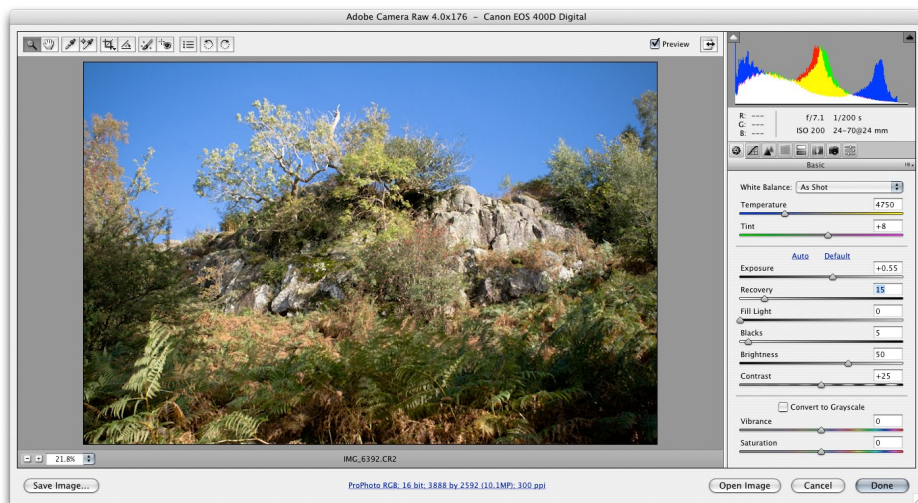 Adobe Camera Raw 4.0x176 – Canon EOS 400D Digital
Preview
R: ---
G: ---
B: ---
f/7.1 1/200 s
ISO 200 24-70@24 mm
Basic
White Balance: As Shot
Temperature 4750
Tint +8
Auto Default
Exposure +0.55
Recovery 15
Fill Light 0
Blacks 5
Brightness 50
Contrast +25
Convert to Grayscale
Vibrance 0
Saturation 0
21.8% IMG_6392.CR2
Save Image... ProPhoto RGB; 16 bit; 3888 by 2592 (10.1MP); 300 ppi Open Image Cancel Done